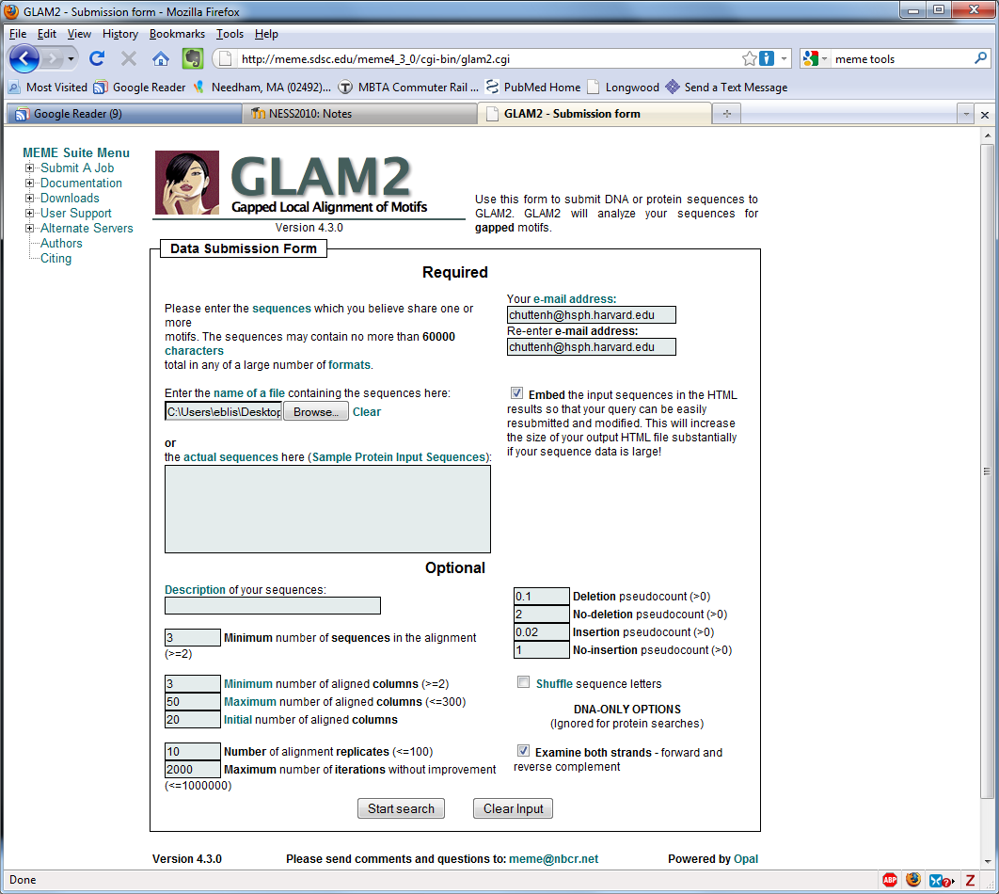 GLAM2 - Submission form - Mozilla Firefox
File Edit View History Bookmarks Tools Help
http://meme.sdsc.edu/meme4_3_0/cgi-bin/glam2.cgi
meme tools
Most Visited Google Reader Needham, MA (02492)... MBTA Commuter Rail ... PubMed Home Longwood Send a Text Message
Google Reader (9) NESS2010: Notes GLAM2 - Submission form
MEME Suite Menu
Submit A Job
Documentation
Downloads
User Support
Alternate Servers
Authors
Citing
GLAM2
Gapped Local Alignment of Motifs
Version 4.3.0
Use this form to submit DNA or protein sequences to
GLAM2. GLAM2 will analyze your sequences for
gapped motifs.
Data Submission Form
Required
Please enter the sequences which you believe share one or
more
motifs. The sequences may contain no more than 60000
characters
total in any of a large number of formats.
Your e-mail address:
chuttenh@hsph.harvard.edu
Re-enter e-mail address:
chuttenh@hsph.harvard.edu
Enter the name of a file containing the sequences here:
C:\Users\eblis\Desktop Browse... Clear
or
the actual sequences here (Sample Protein Input Sequences):
Embed the input sequences in the HTML
results so that your query can be easily
resubmitted and modified. This will increase
the size of your output HTML file substantially
if your sequence data is large!
Optional
Description of your sequences:
3 Minimum number of sequences in the alignment
(>=2)
3 Minimum number of aligned columns (>=2)
50 Maximum number of aligned columns (<=300)
20 Initial number of aligned columns
10 Number of alignment replicates (<=100)
2000 Maximum number of iterations without improvement
(<=1000000)
0.1 Deletion pseudocount (>0)
2 No-deletion pseudocount (>0)
0.02 Insertion pseudocount (>0)
1 No-insertion pseudocount (>0)
Shuffle sequence letters
DNA-ONLY OPTIONS
(Ignored for protein searches)
Examine both strands - forward and
reverse complement
Start search Clear Input
Version 4.3.0 Please send comments and questions to: meme@nbcr.net Powered by Opal
Done ABP